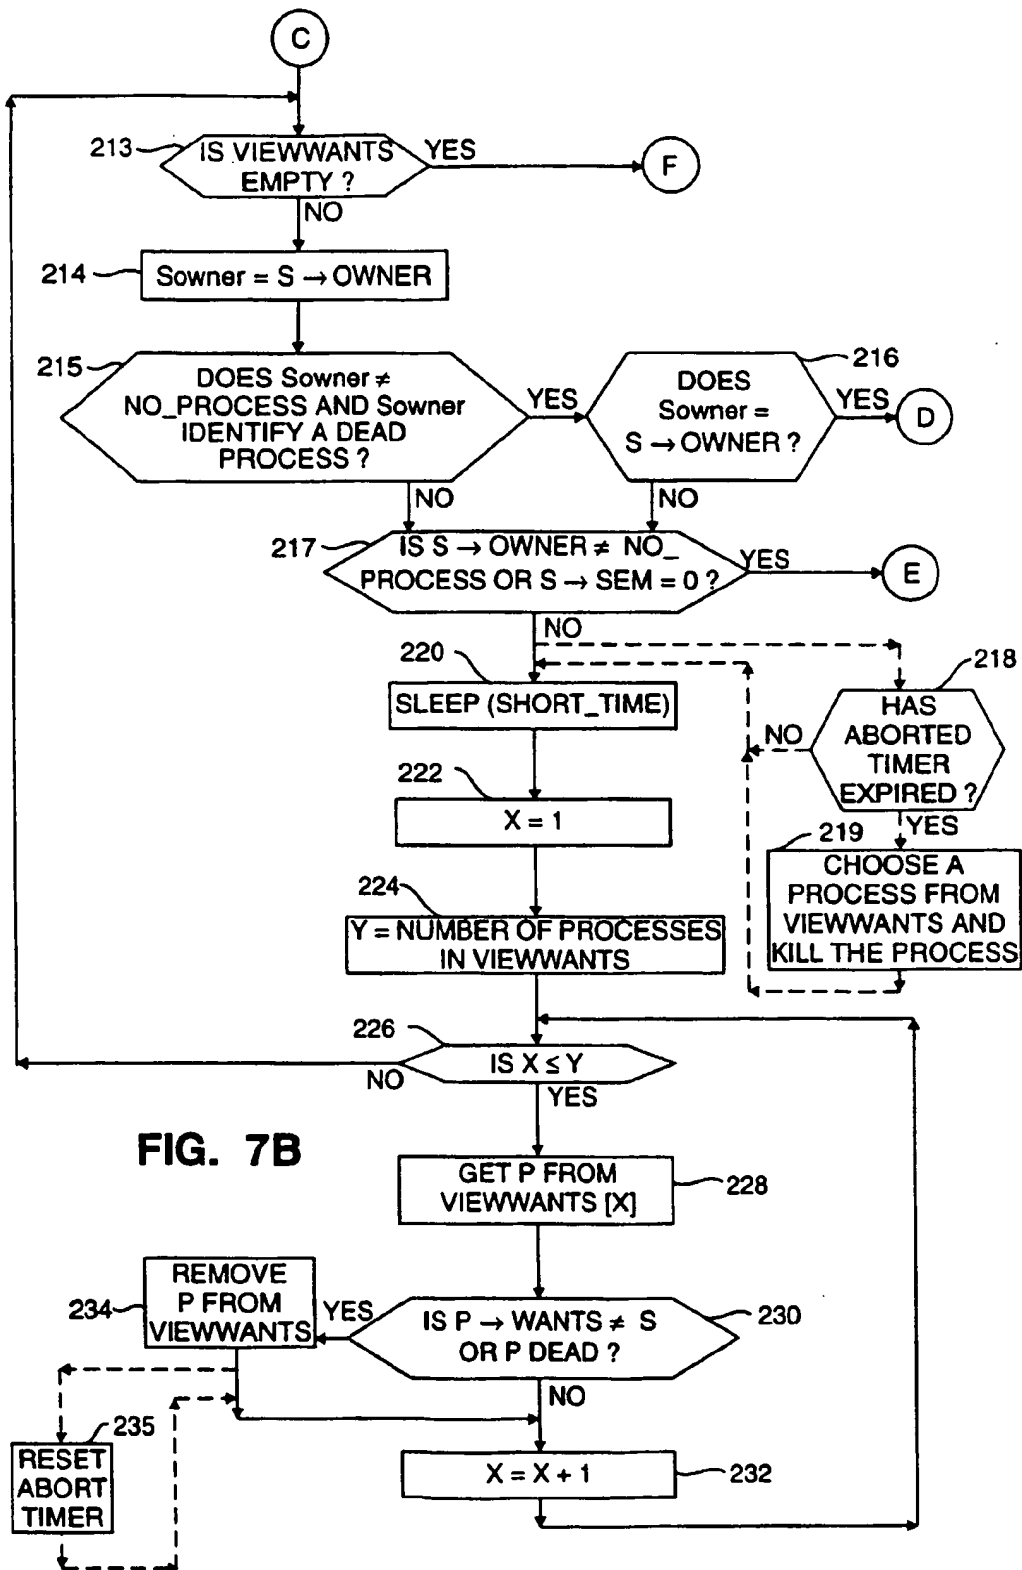 C
213
IS VIEWWANTS
EMPTY ?
YES
F
NO
214
Sowner = S → OWNER
215
DOES Sowner ≠
NO_PROCESS AND Sowner
IDENTIFY A DEAD
PROCESS ?
YES
216
DOES
Sowner =
S → OWNER ?
YES
D
NO
NO
217
IS S → OWNER ≠ NO_
PROCESS OR S → SEM = 0 ?
YES
E
NO
220
SLEEP (SHORT_TIME)
218
HAS
ABORTED
TIMER
EXPIRED ?
NO
YES
219
CHOOSE A
PROCESS FROM
VIEWWANTS AND
KILL THE PROCESS
222
X = 1
224
Y = NUMBER OF PROCESSES
IN VIEWWANTS
226
IS X ≤ Y
NO
YES
FIG. 7B
GET P FROM
VIEWWANTS [X]
228
234
REMOVE
P FROM
VIEWWANTS
YES
IS P → WANTS ≠ S
OR P DEAD ?
230
NO
235
RESET
ABORT
TIMER
X = X + 1
232